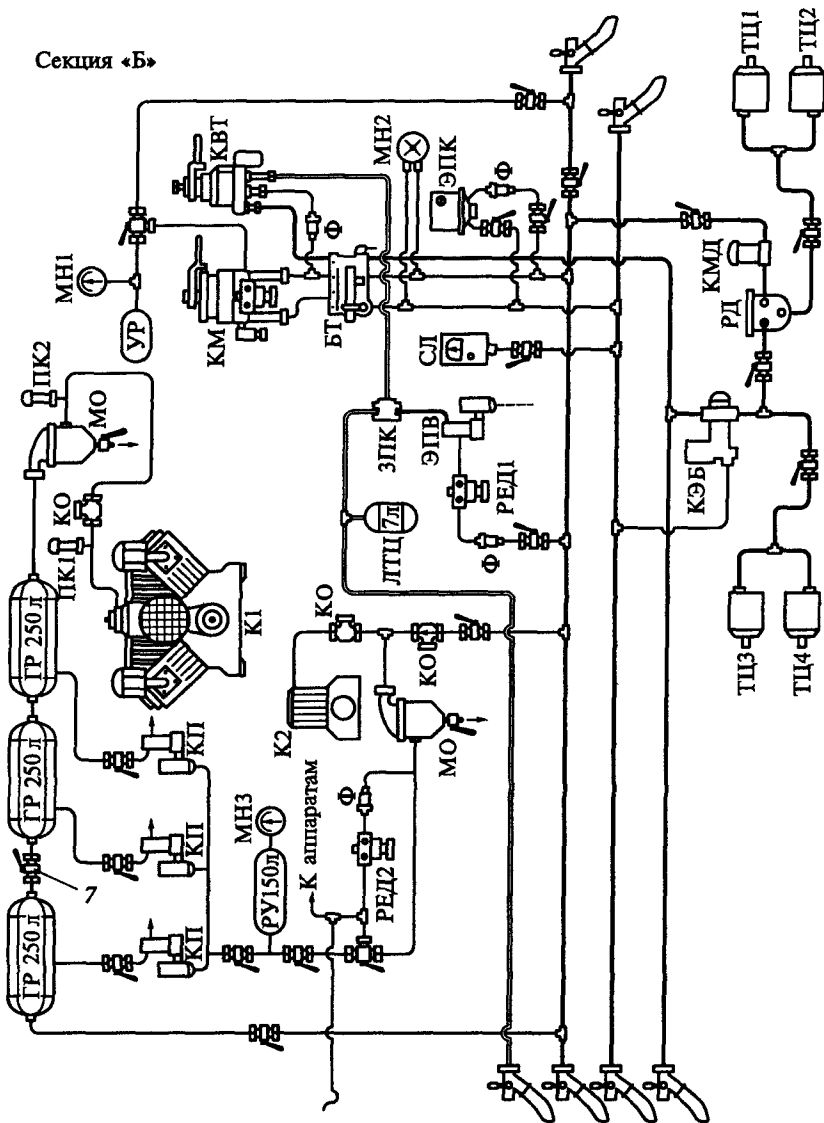 Секция «Б»
ТЦ1
ТЦ2
КВТ
МН2
ЭПК
Ф
Ф
МН1
УР
КМ
БТ
КМД
РД
СЛ
ПК2
МО
КО
ПК1
ЗПК
ЭПВ
РЕД1
КЭБ
ЛТЦ 7л
Ф
ГР 250 л
К1
КО
КО
ТЦ3
ТЦ4
ГР 250 л
КП
К2
МО
7
КП
МН3
Ф
К аппаратам
РЕД2
ГР 250 л
КП
РУ150л